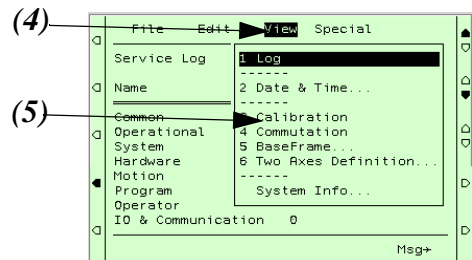 (4)
File Edit View Special
Service Log
1 Log
------
Name
2 Date & Time...
------
(5)
Common
3 Calibration
Operational
4 Commutation
System
5 BaseFrame...
Hardware
6 Two Axes Definition...
Motion
------
Program
System Info...
Operator
IO & Communication 0
Msg→